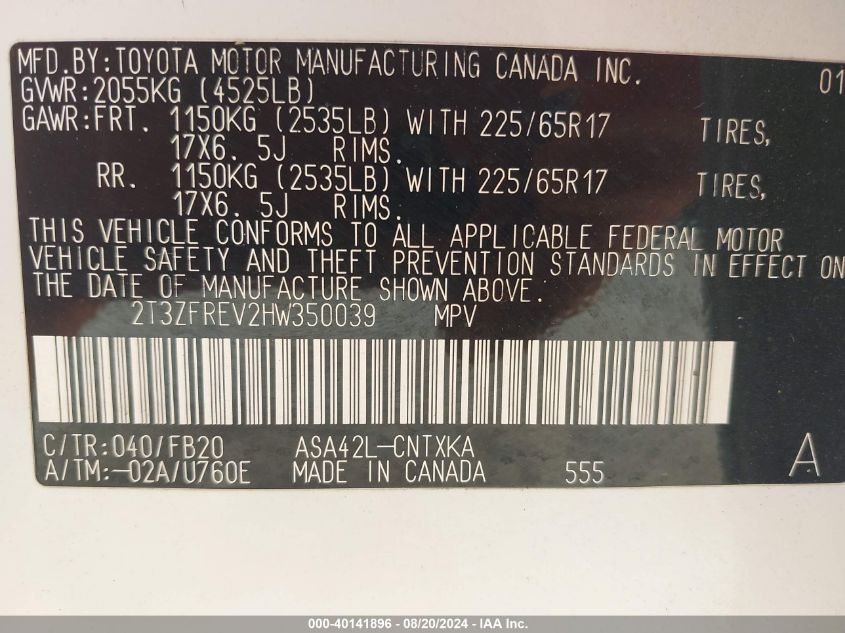 MFD.BY:TOYOTA MOTOR MANUFACTURING CANADA INC. 01
GVWR:2055KG (4525LB)
GAWR:FRT. 1150KG (2535LB) WITH 225/65R17 TIRES,
17X6. 5J RIMS.
RR. 1150KG (2535LB) WITH 225/65R17 TIRES,
17X6. 5J RIMS.
THIS VEHICLE CONFORMS TO ALL APPLICABLE FEDERAL MOTOR
VEHICLE SAFETY AND THEFT PREVENTION STANDARDS IN EFFECT ON
THE DATE OF MANUFACTURE SHOWN ABOVE.
2T3ZFREV2HW350039 MPV
C/TR:040/FB20 ASA42L-CNTXKA
A/TM:-02A/U760E MADE IN CANADA 555 A
000-40141896 - 08/20/2024 - IAA Inc.